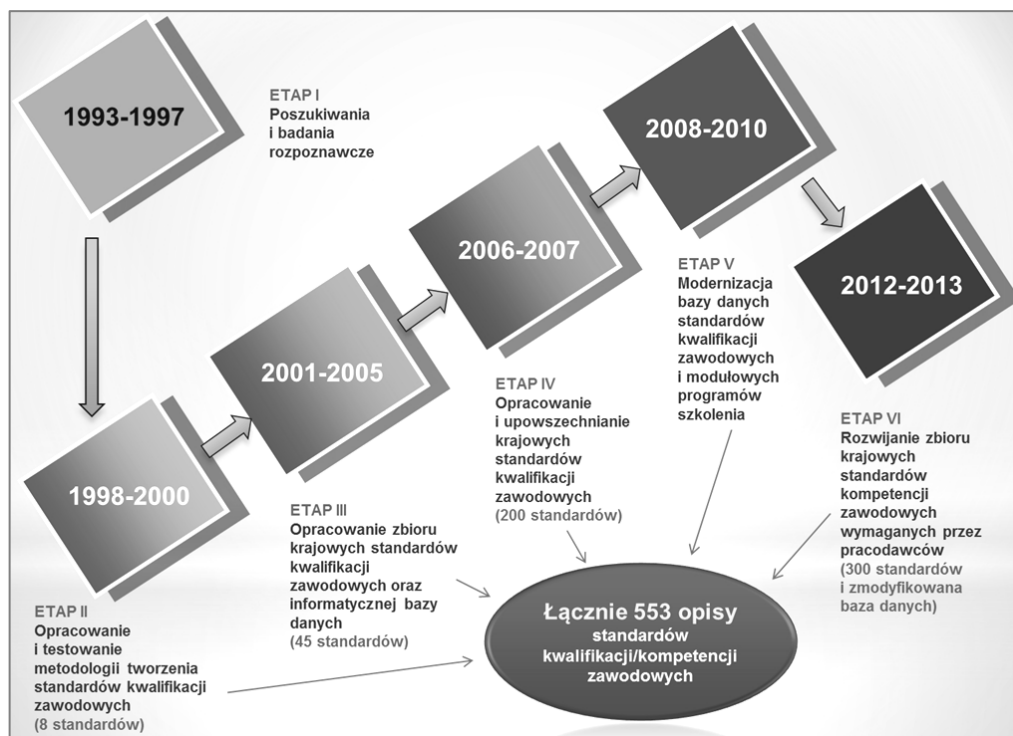 1993-1997
ETAP I
Poszukiwania
i badania
rozpoznawcze
1998-2000
ETAP II
Opracowanie
i testowanie
metodologii tworzenia
standardów kwalifikacji
zawodowych
(8 standardów)
2001-2005
ETAP III
Opracowanie zbioru
krajowych standardów
kwalifikacji
zawodowych oraz
informatycznej bazy
danych
(45 standardów)
2006-2007
ETAP IV
Opracowanie
i upowszechnianie
krajowych
standardów
kwalifikacji
zawodowych
(200 standardów)
2008-2010
ETAP V
Modernizacja
bazy danych
standardów
kwalifikacji
zawodowych
i modułowych
programów
szkolenia
2012-2013
ETAP VI
Rozwijanie zbioru
krajowych
standardów
kompetencji
zawodowych
wymaganych przez
pracodawców
(300 standardów
i zmodyfikowana
baza danych)
Łącznie 553 opisy
standardów
kwalifikacji/kompetencji
zawodowych